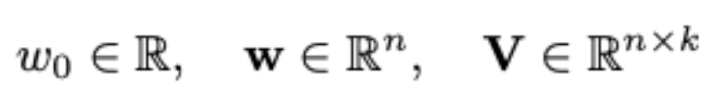 w₀ ∈ ℝ, 𝐰 ∈ ℝⁿ, 𝐕 ∈ ℝⁿˣᵏ